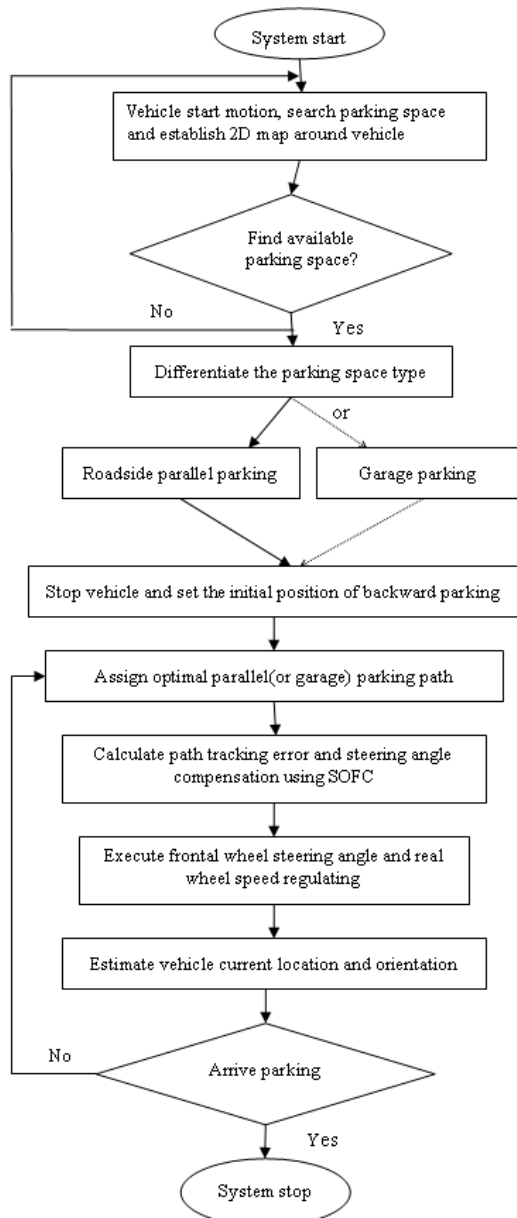 System start
Vehicle start motion, search parking space
and establish 2D map around vehicle
Find available
parking space?
No
Yes
Differentiate the parking space type
or
Roadside parallel parking
Garage parking
Stop vehicle and set the initial position of backward parking
Assign optimal parallel(or garage) parking path
Calculate path tracking error and steering angle
compensation using SOFC
Execute frontal wheel steering angle and real
wheel speed regulating
Estimate vehicle current location and orientation
No
Arrive parking
Yes
System stop